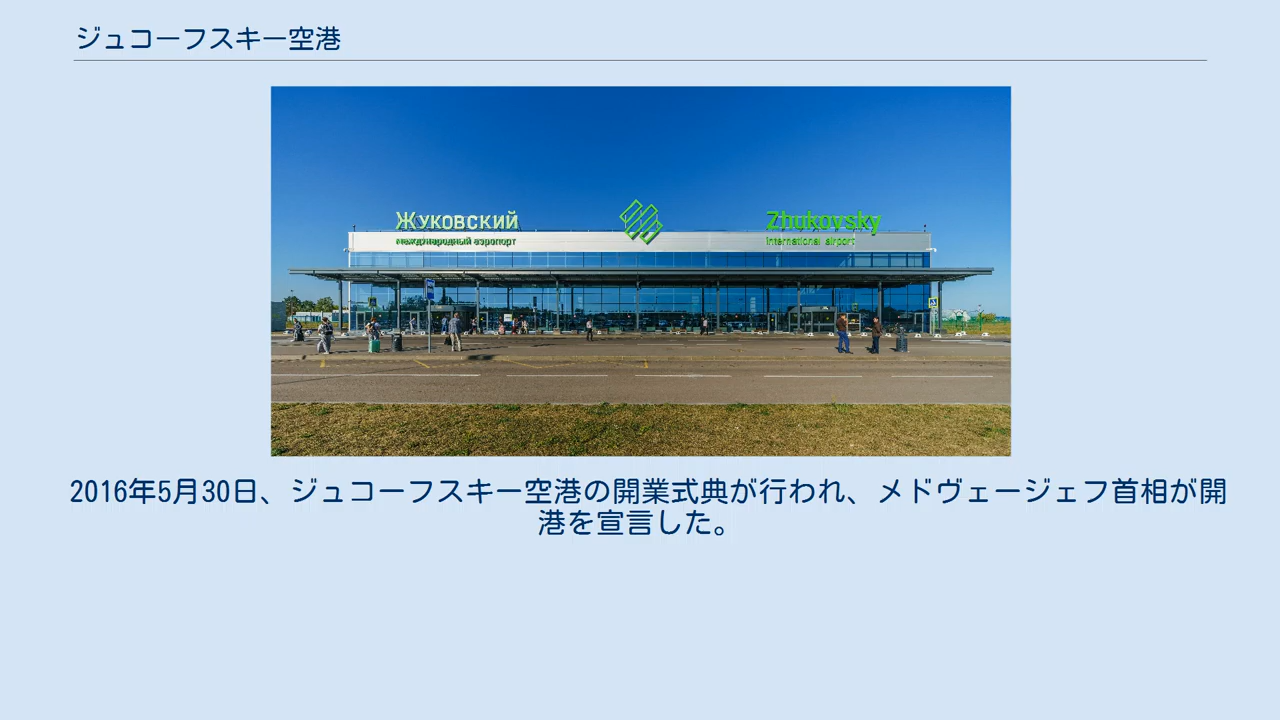 ジュコーフスキー空港
Жуковский
международный аэропорт
Zhukovsky
international airport
2016年5月30日、ジュコーフスキー空港の開業式典が行われ、メドヴェージェフ首相が開
港を宣言した。